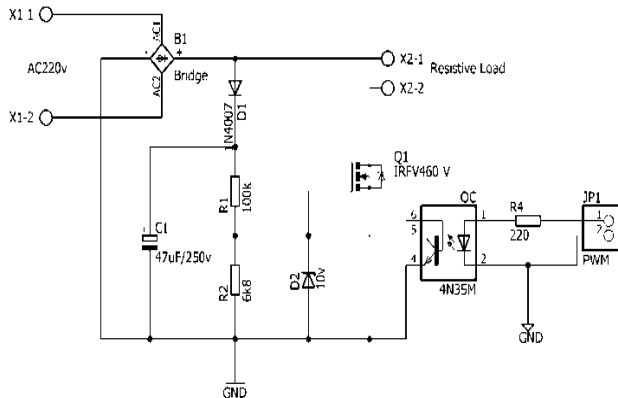 X1-1
AC1
B1
- +
Bridge
AC220v
AC2
X1-2
X2-1
Resistive Load
X2-2
1N4007
D1
Q1
IRFV460 V
R1
100k
C1
47uF/250v
R2
6k8
D2
10v
OC
6
5
4
1
2
4N35M
R4
220
JP1
1
2
PWM
GND
GND